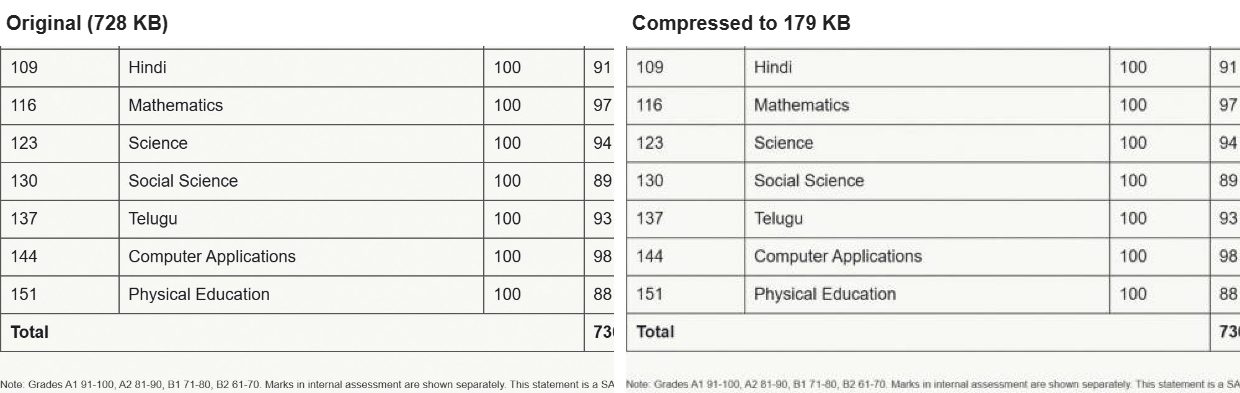 Original (728 KB)
109 Hindi 100 91
116 Mathematics 100 97
123 Science 100 94
130 Social Science 100 89
137 Telugu 100 93
144 Computer Applications 100 98
151 Physical Education 100 88
Total 730
Note: Grades A1 91-100, A2 81-90, B1 71-80, B2 61-70. Marks in internal assessment are shown separately. This statement is a SA
Compressed to 179 KB
109 Hindi 100 91
116 Mathematics 100 97
123 Science 100 94
130 Social Science 100 89
137 Telugu 100 93
144 Computer Applications 100 98
151 Physical Education 100 88
Total 730
Note: Grades A1 91-100, A2 81-90, B1 71-80, B2 61-70. Marks in internal assessment are shown separately. This statement is a SA